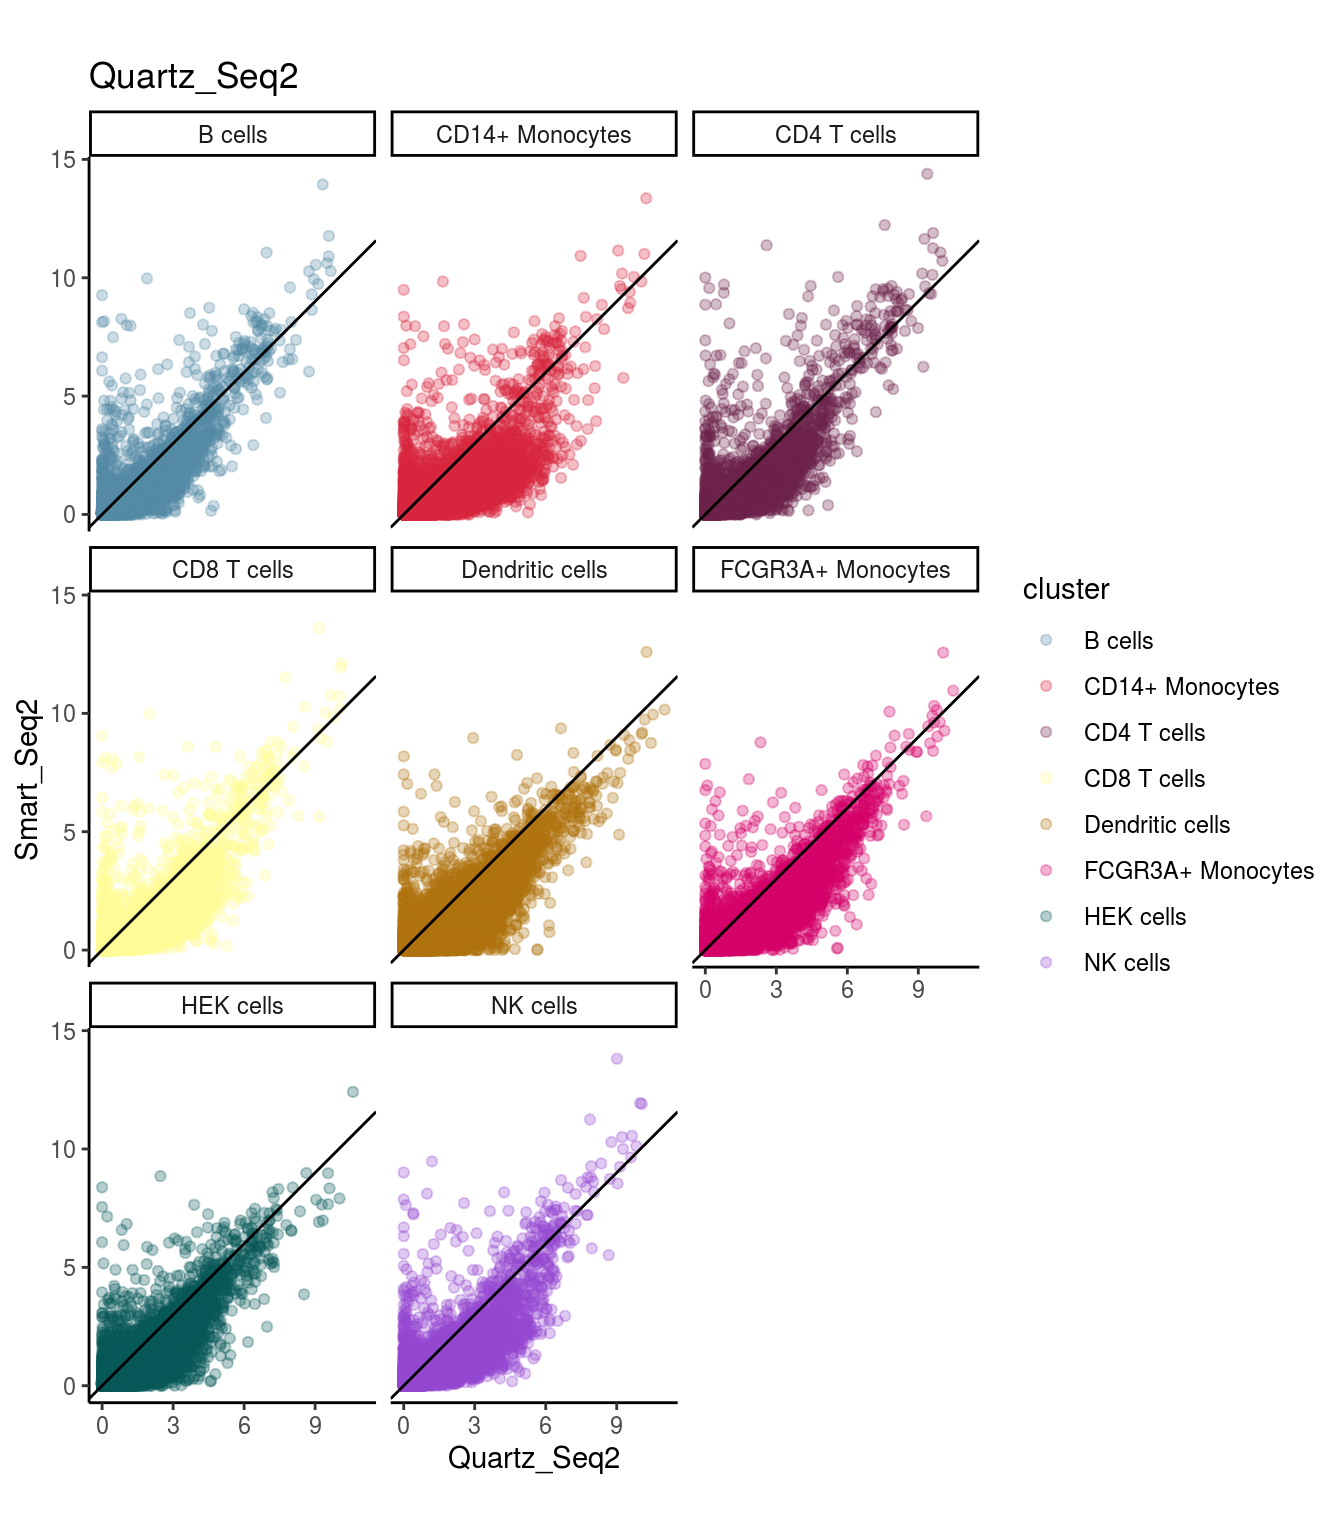 Quartz_Seq2
B cells
CD14+ Monocytes
CD4 T cells
15
10
5
0
CD8 T cells
Dendritic cells
FCGR3A+ Monocytes
15
10
5
0
0 3 6 9
HEK cells
NK cells
15
10
5
0
0 3 6 9
0 3 6 9
Smart_Seq2
Quartz_Seq2
cluster
B cells
CD14+ Monocytes
CD4 T cells
CD8 T cells
Dendritic cells
FCGR3A+ Monocytes
HEK cells
NK cells